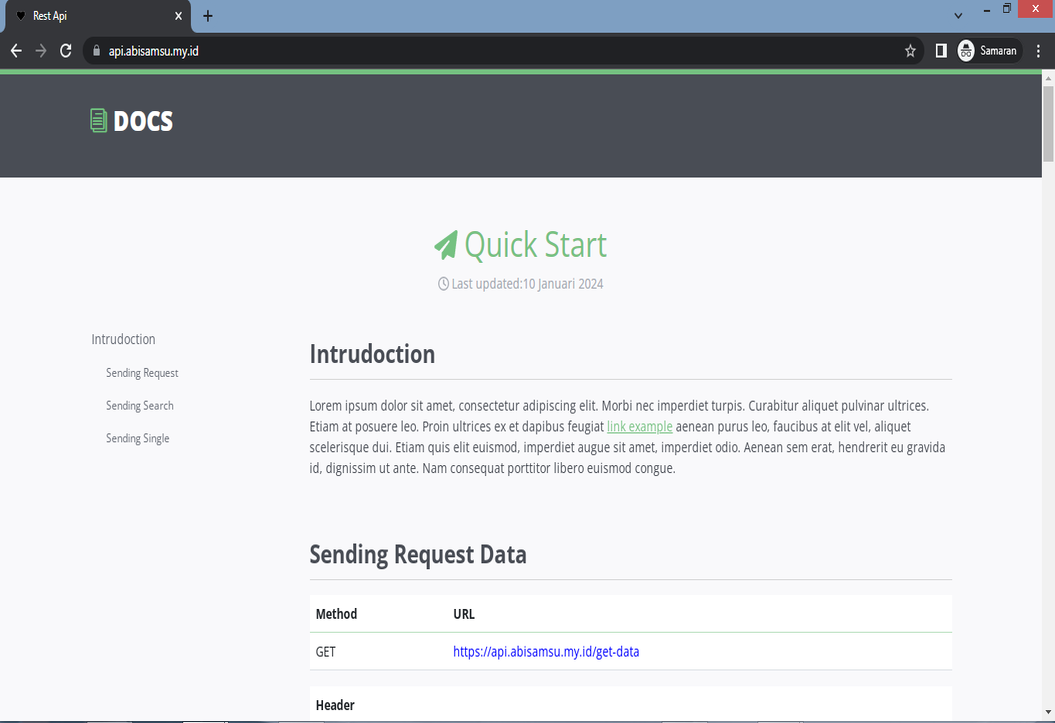 Rest Api
api.abisamsu.my.id
Samaran
DOCS
Quick Start
Last updated:10 Januari 2024
Intrudoction
Sending Request
Sending Search
Sending Single
Intrudoction
Lorem ipsum dolor sit amet, consectetur adipiscing elit. Morbi nec imperdiet turpis. Curabitur aliquet pulvinar ultrices.
Etiam at posuere leo. Proin ultrices ex et dapibus feugiat link example aenean purus leo, faucibus at elit vel, aliquet
scelerisque dui. Etiam quis elit euismod, imperdiet augue sit amet, imperdiet odio. Aenean sem erat, hendrerit eu gravida
id, dignissim ut ante. Nam consequat porttitor libero euismod congue.
Sending Request Data
Method URL
GET https://api.abisamsu.my.id/get-data
Header